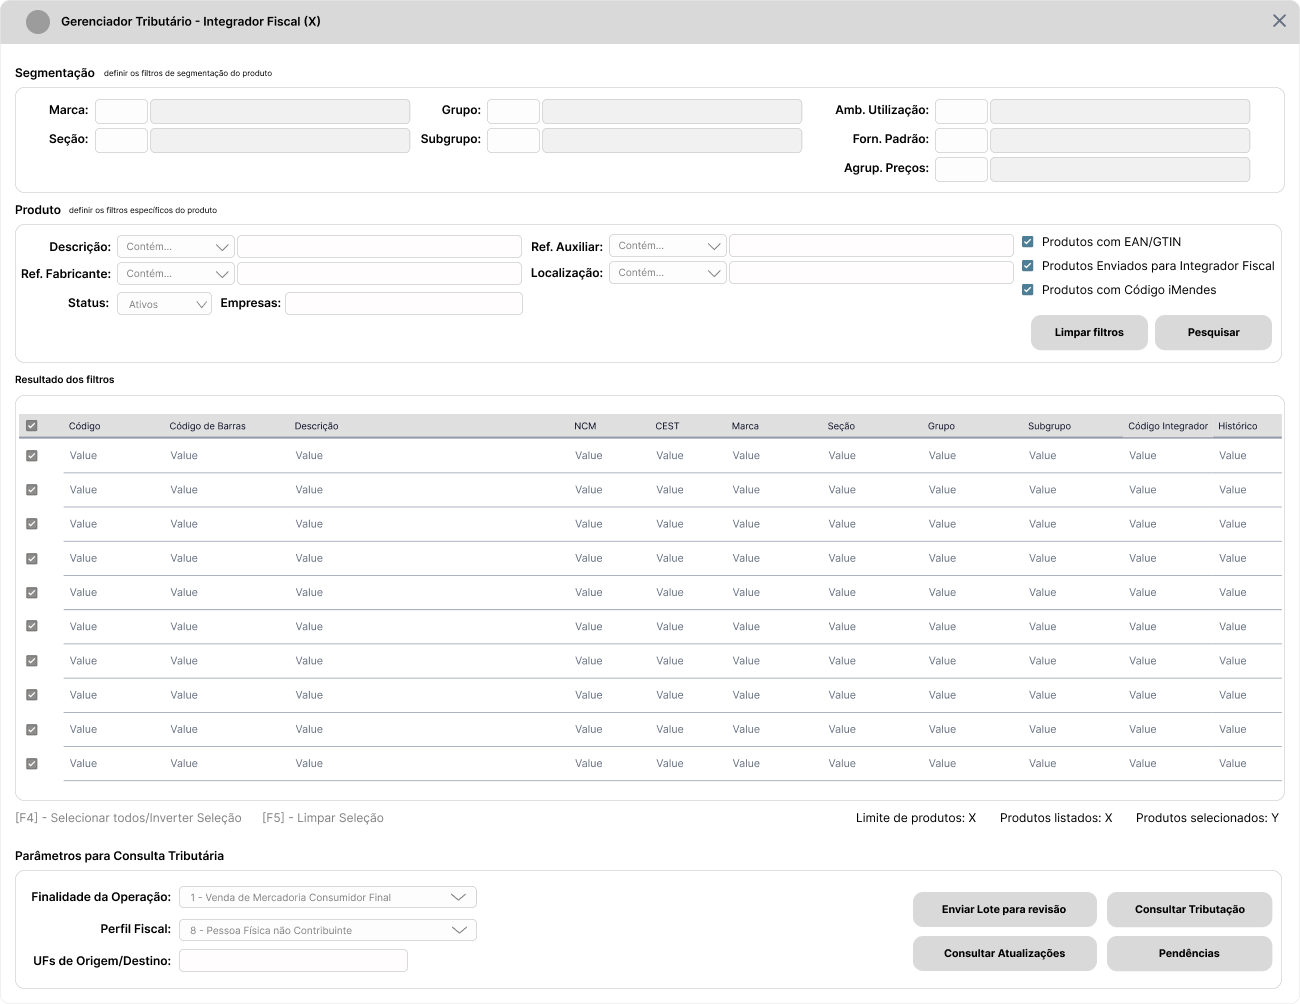 Gerenciador Tributário - Integrador Fiscal (X)
Segmentação definir os filtros de segmentação do produto
Marca: Grupo: Amb. Utilização:
Seção: Subgrupo: Forn. Padrão:
Agrup. Preços:
Produto definir os filtros específicos do produto
Descrição: Contém... Ref. Auxiliar: Contém... Produtos com EAN/GTIN
Ref. Fabricante: Contém... Localização: Contém... Produtos Enviados para Integrador Fiscal
Status: Ativos Empresas: Produtos com Código iMendes
Limpar filtros Pesquisar
Resultado dos filtros
Código Código de Barras Descrição NCM CEST Marca Seção Grupo Subgrupo Código Integrador Histórico
Value Value Value Value Value Value Value Value Value Value Value
Value Value Value Value Value Value Value Value Value Value Value
Value Value Value Value Value Value Value Value Value Value Value
Value Value Value Value Value Value Value Value Value Value Value
Value Value Value Value Value Value Value Value Value Value Value
Value Value Value Value Value Value Value Value Value Value Value
Value Value Value Value Value Value Value Value Value Value Value
Value Value Value Value Value Value Value Value Value Value Value
Value Value Value Value Value Value Value Value Value Value Value
Value Value Value Value Value Value Value Value Value Value Value
[F4] - Selecionar todos/Inverter Seleção [F5] - Limpar Seleção Limite de produtos: X Produtos listados: X Produtos selecionados: Y
Parâmetros para Consulta Tributária
Finalidade da Operação: 1 - Venda de Mercadoria Consumidor Final
Enviar Lote para revisão Consultar Tributação
Perfil Fiscal: 8 - Pessoa Física não Contribuinte
Consultar Atualizações Pendências
UFs de Origem/Destino: